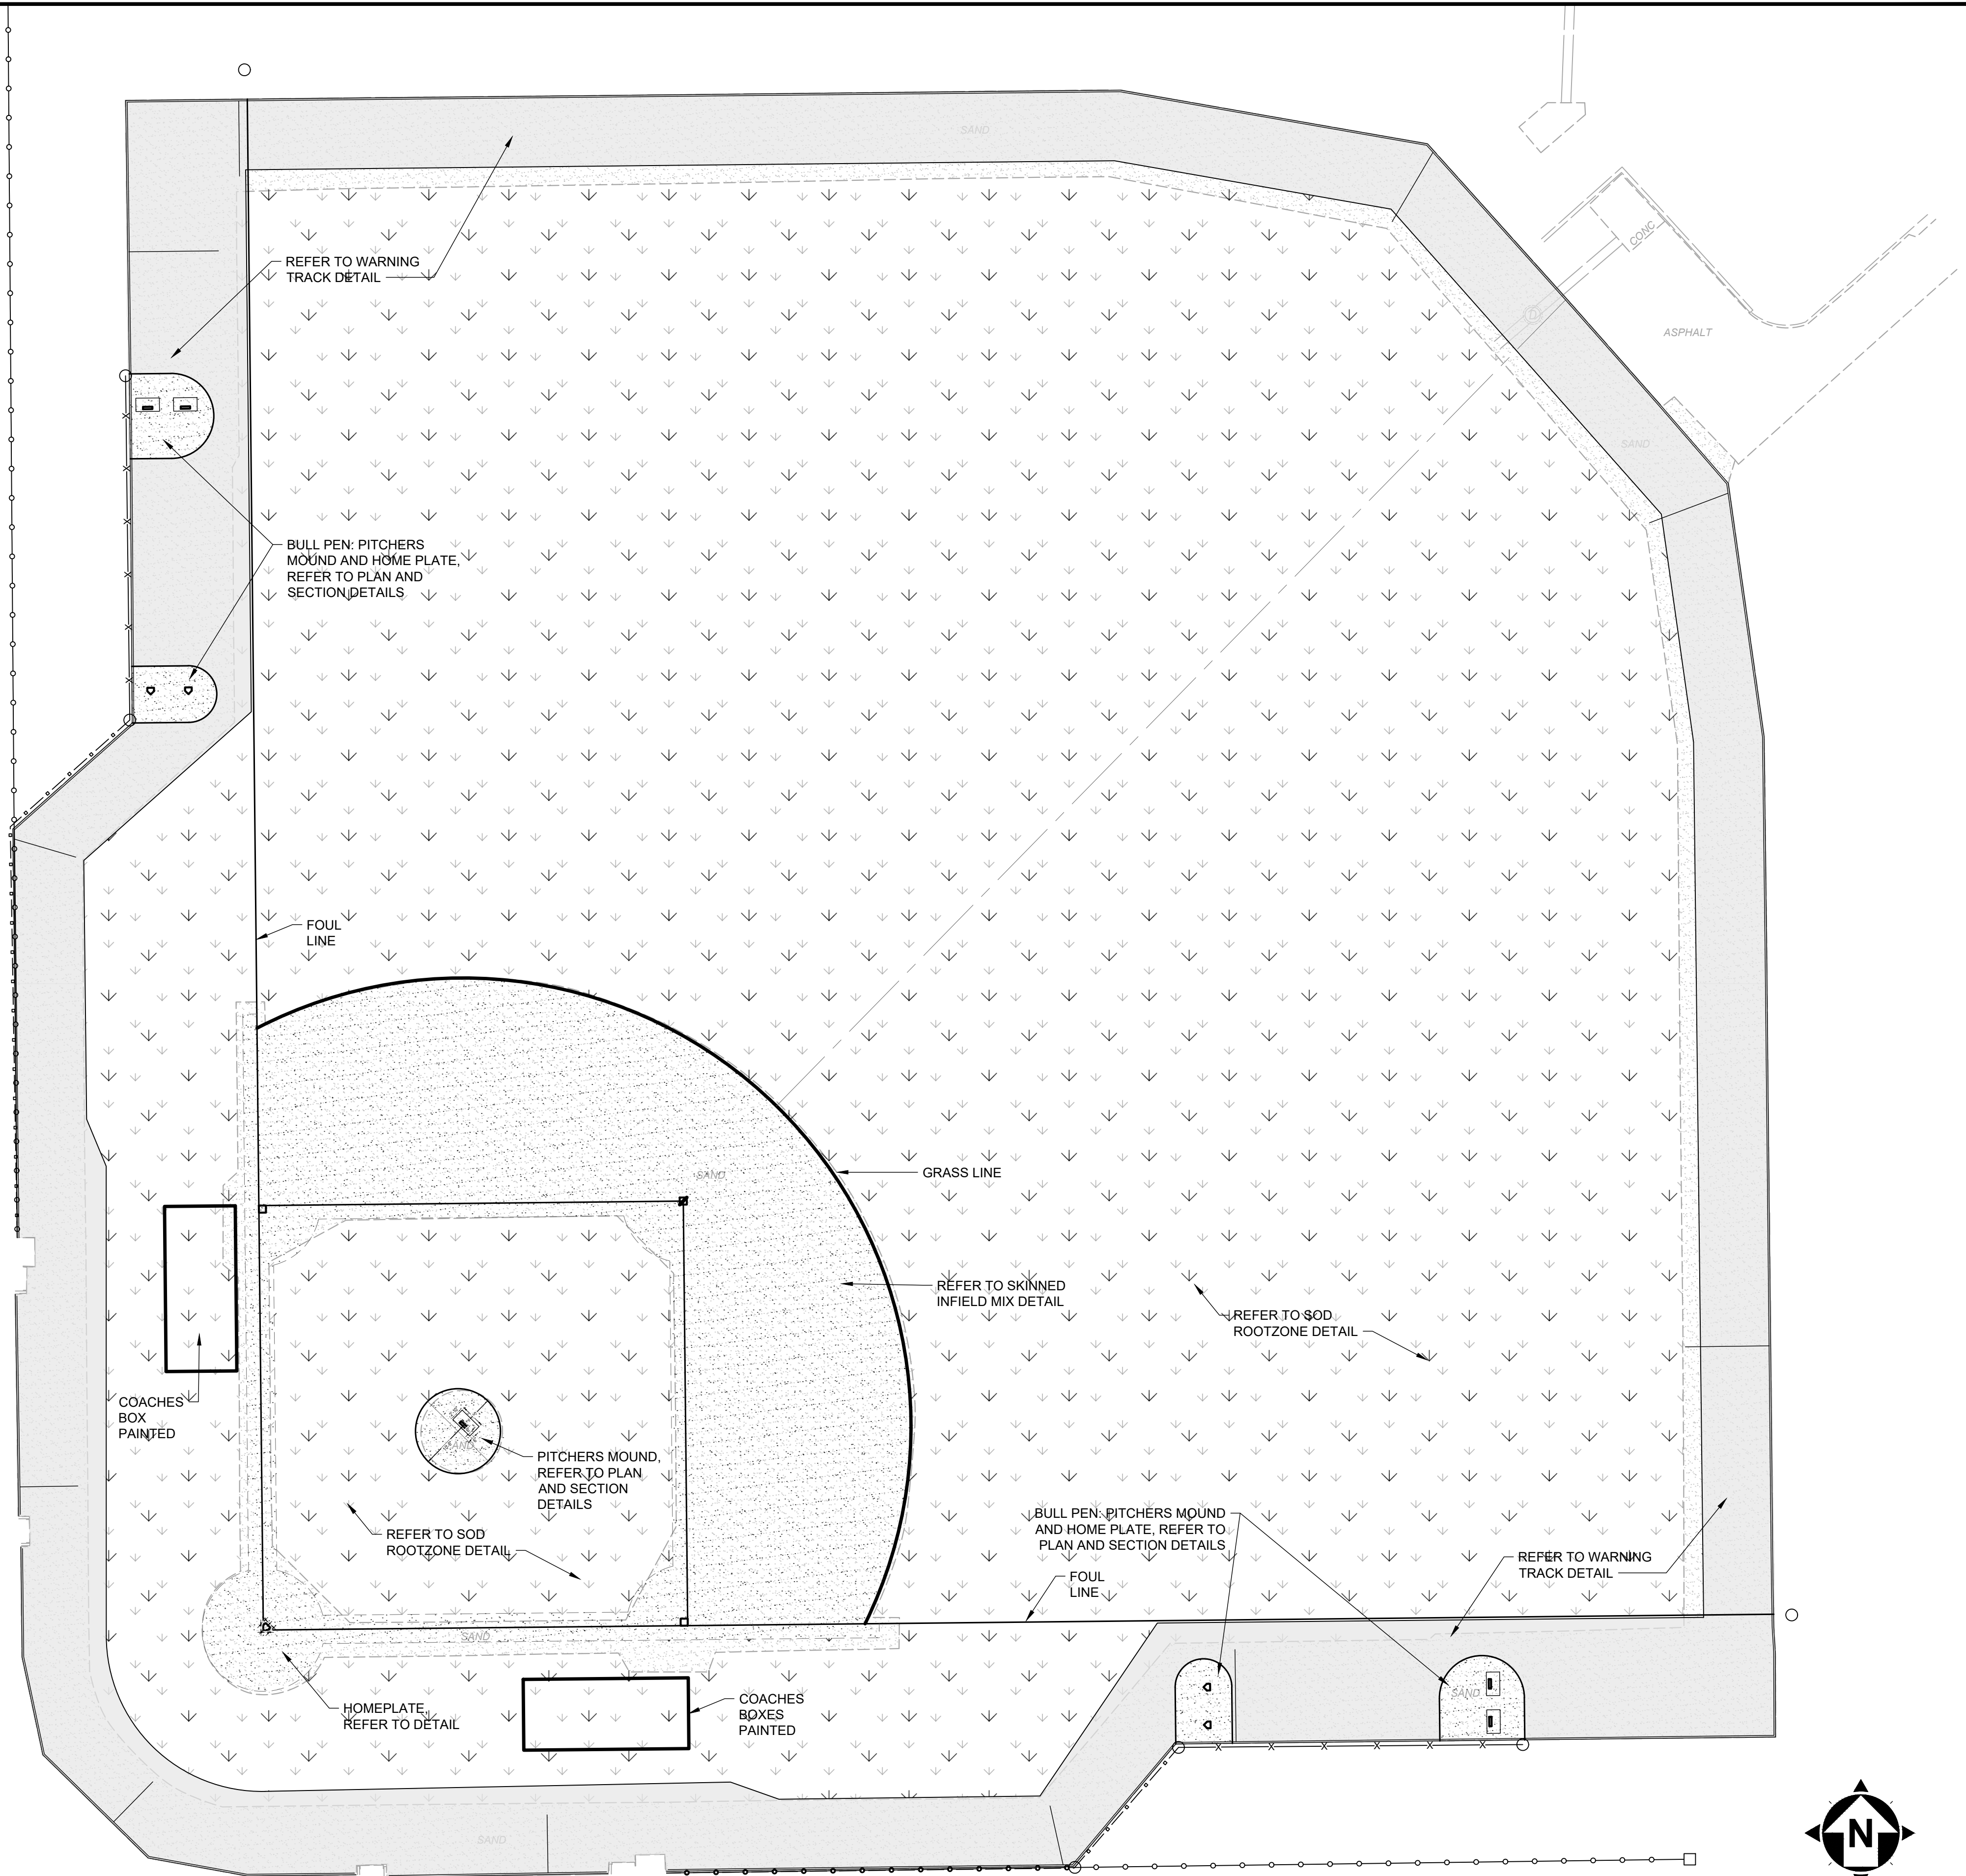 SAND
CONC
REFER TO WARNING
TRACK DETAIL
D
ASPHALT
SAND
BULL PEN: PITCHERS
MOUND AND HOME PLATE,
REFER TO PLAN AND
SECTION DETAILS
FOUL
LINE
GRASS LINE
SAND
REFER TO SKINNED
INFIELD MIX DETAIL
REFER TO SOD
ROOTZONE DETAIL
COACHES
BOX
PAINTED
SAND
PITCHERS MOUND,
REFER TO PLAN
AND SECTION
DETAILS
REFER TO SOD
ROOTZONE DETAIL
BULL PEN: PITCHERS MOUND
AND HOME PLATE, REFER TO
PLAN AND SECTION DETAILS
REFER TO WARNING
TRACK DETAIL
FOUL
LINE
SAND
HOMEPLATE,
REFER TO DETAIL
COACHES
BOXES
PAINTED
SAND
SAND
N